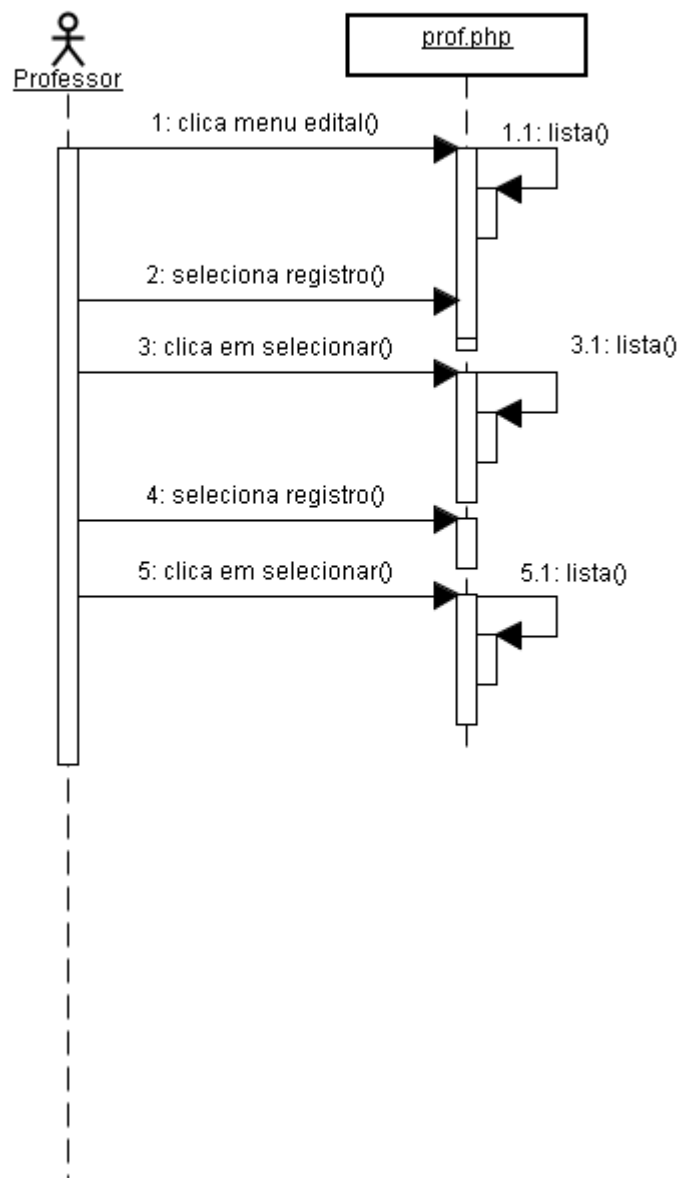 Professor
prof.php
1: clica menu edital()
1.1: lista()
2: seleciona registro()
3: clica em selecionar()
3.1: lista()
4: seleciona registro()
5: clica em selecionar()
5.1: lista()